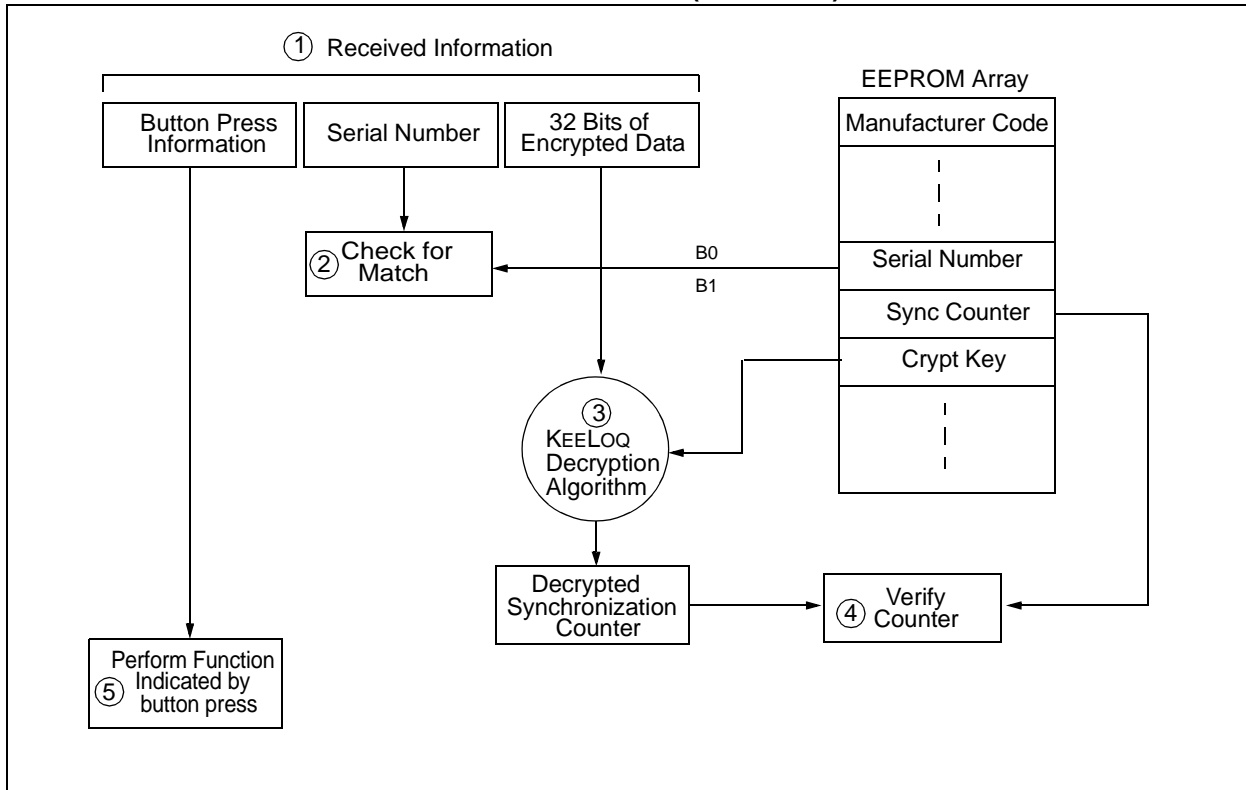 ① Received Information
Button Press
Information
Serial Number
32 Bits of
Encrypted Data
EEPROM Array
Manufacturer Code
Serial Number
Sync Counter
Crypt Key
② Check for
Match
B0
B1
③
KEELOQ
Decryption
Algorithm
Decrypted
Synchronization
Counter
④ Verify
Counter
Perform Function
⑤ Indicated by
button press